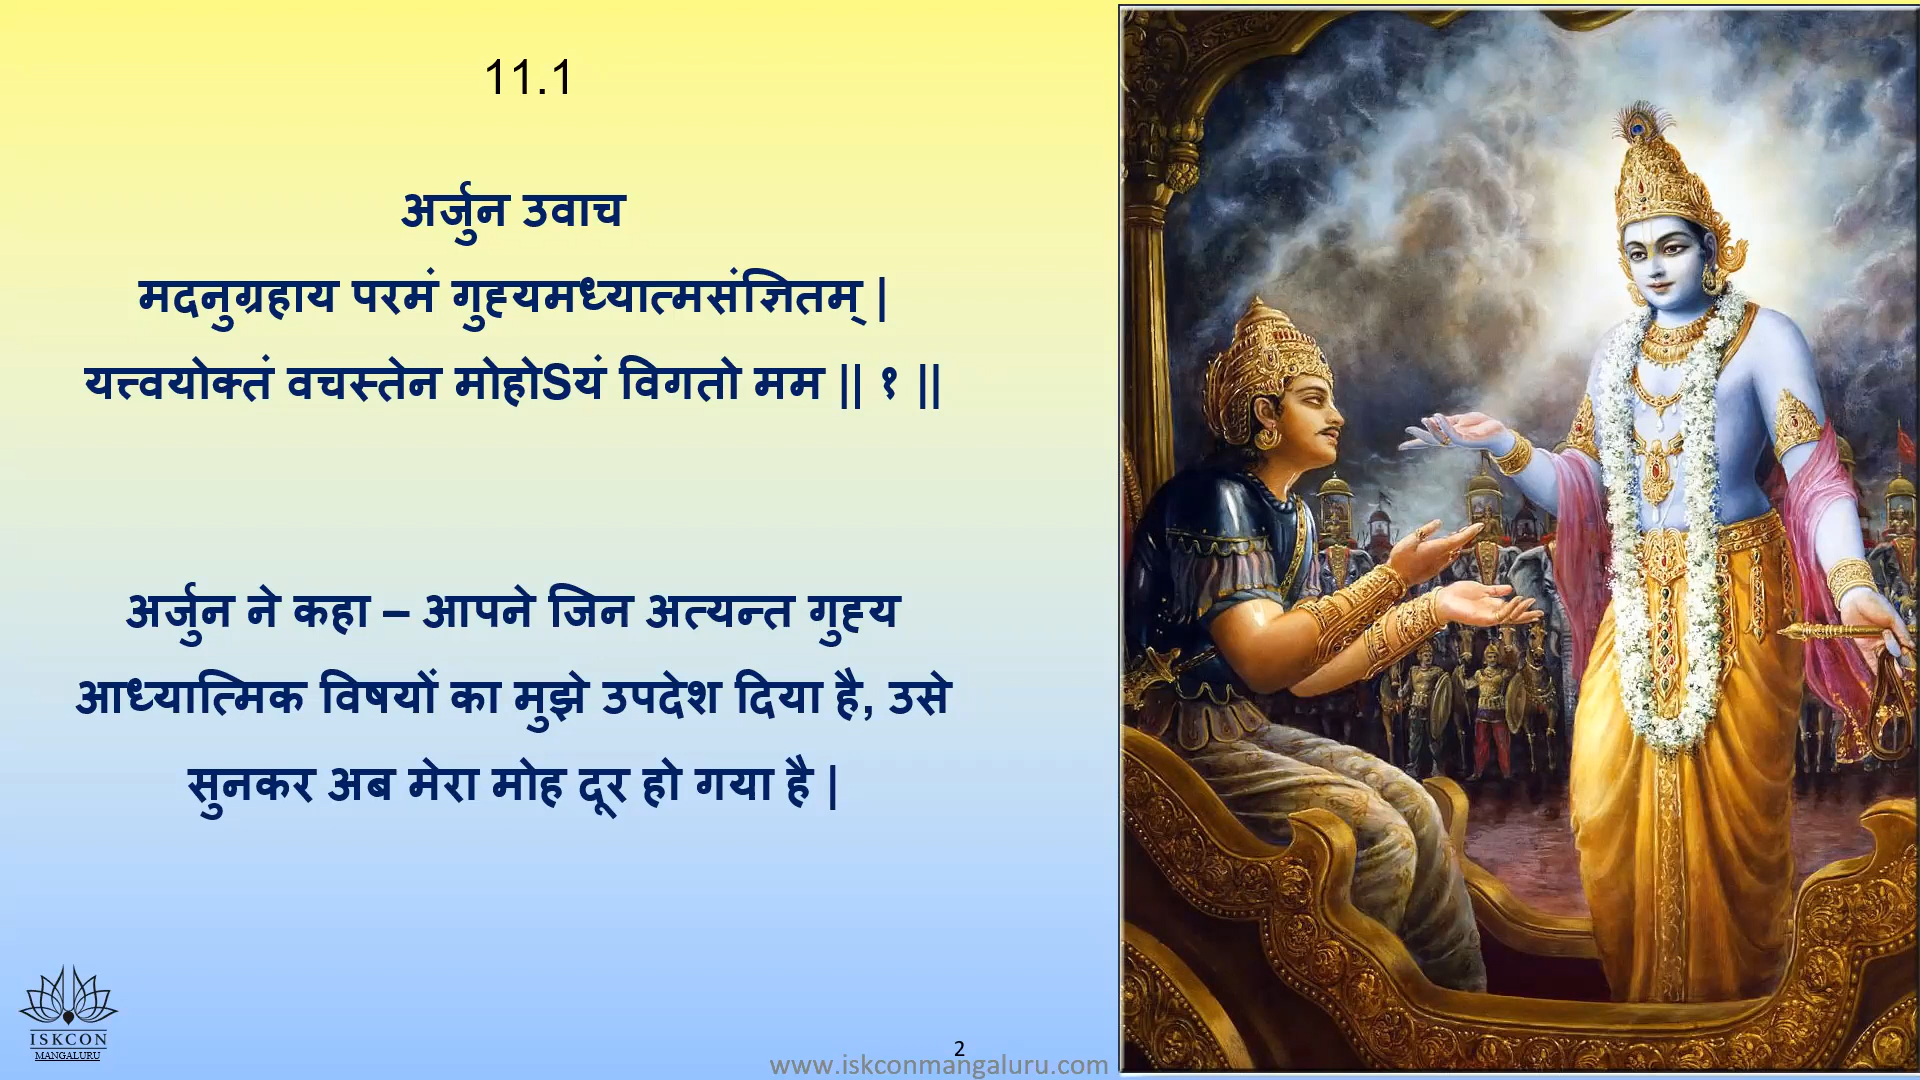 11.1
अर्जुन उवाच
मदनुग्रहाय परमं गुह्यमध्यात्मसंज्ञितम् |
यत्त्वयोक्तं वचस्तेन मोहोSयं विगतो मम || १ ||
अर्जुन ने कहा – आपने जिन अत्यन्त गुह्य
आध्यात्मिक विषयों का मुझे उपदेश दिया है, उसे
सुनकर अब मेरा मोह दूर हो गया है |
ISKCON
MANGALURU
2
www.iskconmangaluru.com